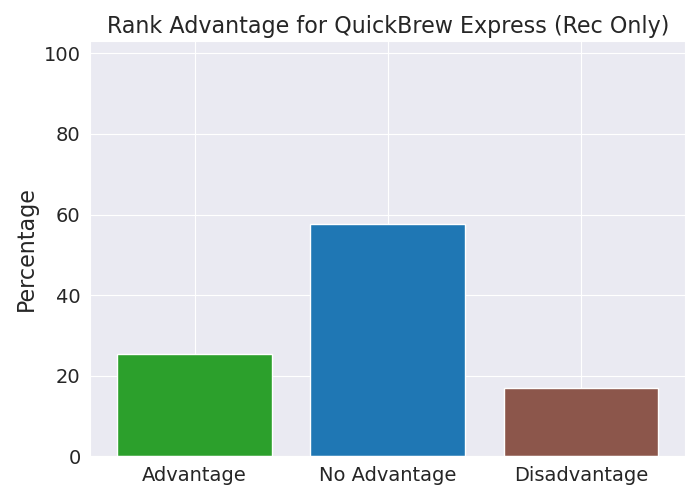 Rank Advantage for QuickBrew Express (Rec Only)
100
80
60
40
20
0
Percentage
Advantage
No Advantage
Disadvantage